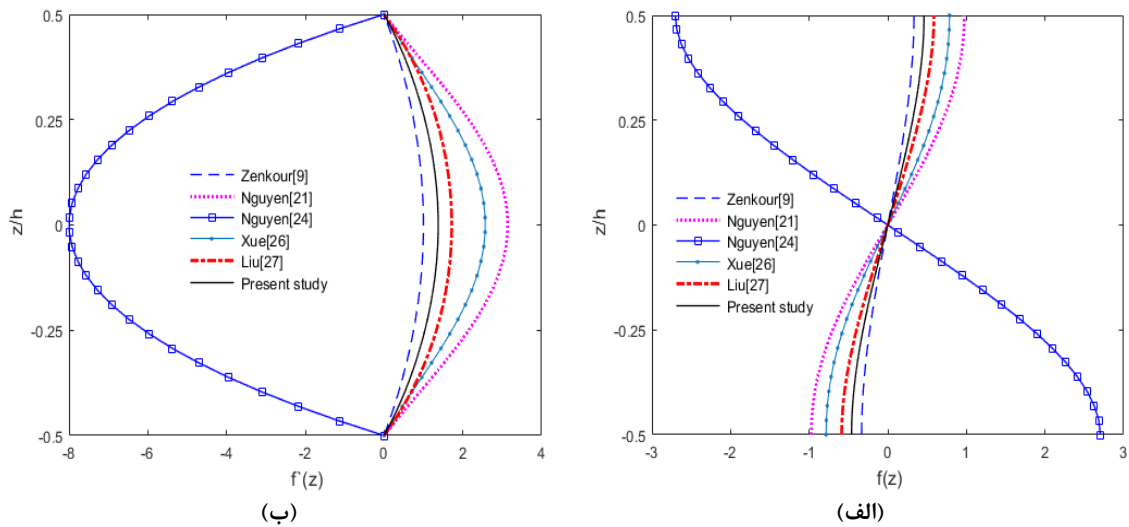 0.5
0.25
0
-0.25
-0.5
z/h
-8
-6
-4
-2
0
2
4
f`(z)
Zenkour[9]
Nguyen[21]
Nguyen[24]
Xue[26]
Liu[27]
Present study
(ب)
0.5
0.25
0
-0.25
-0.5
z/h
-3
-2
-1
0
1
2
3
f(z)
Zenkour[9]
Nguyen[21]
Nguyen[24]
Xue[26]
Liu[27]
Present study
(الف)